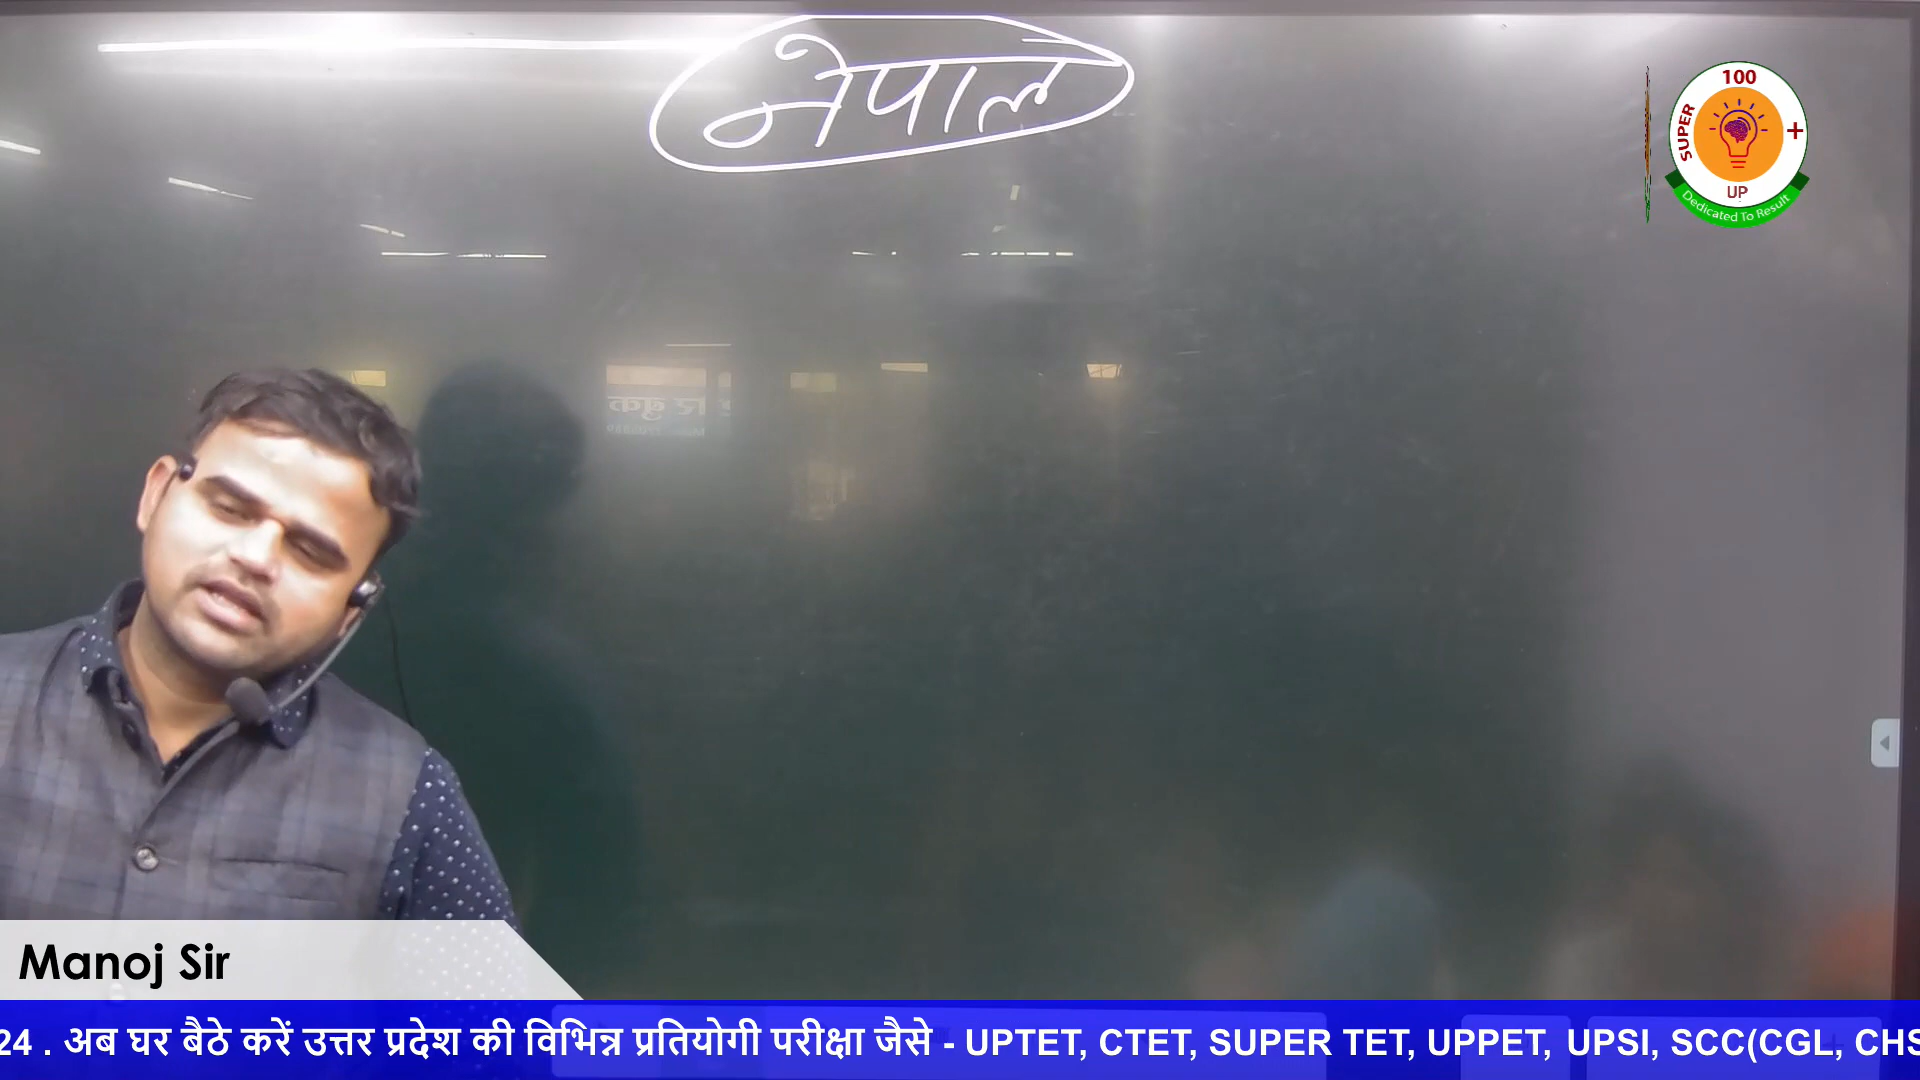 नेपाल
100
SUPER
+
UP
Dedicated To Result
Manoj Sir
24 . अब घर बैठे करें उत्तर प्रदेश की विभिन्न प्रतियोगी परीक्षा जैसे - UPTET, CTET, SUPER TET, UPPET, UPSI, SCC(CGL, CHS